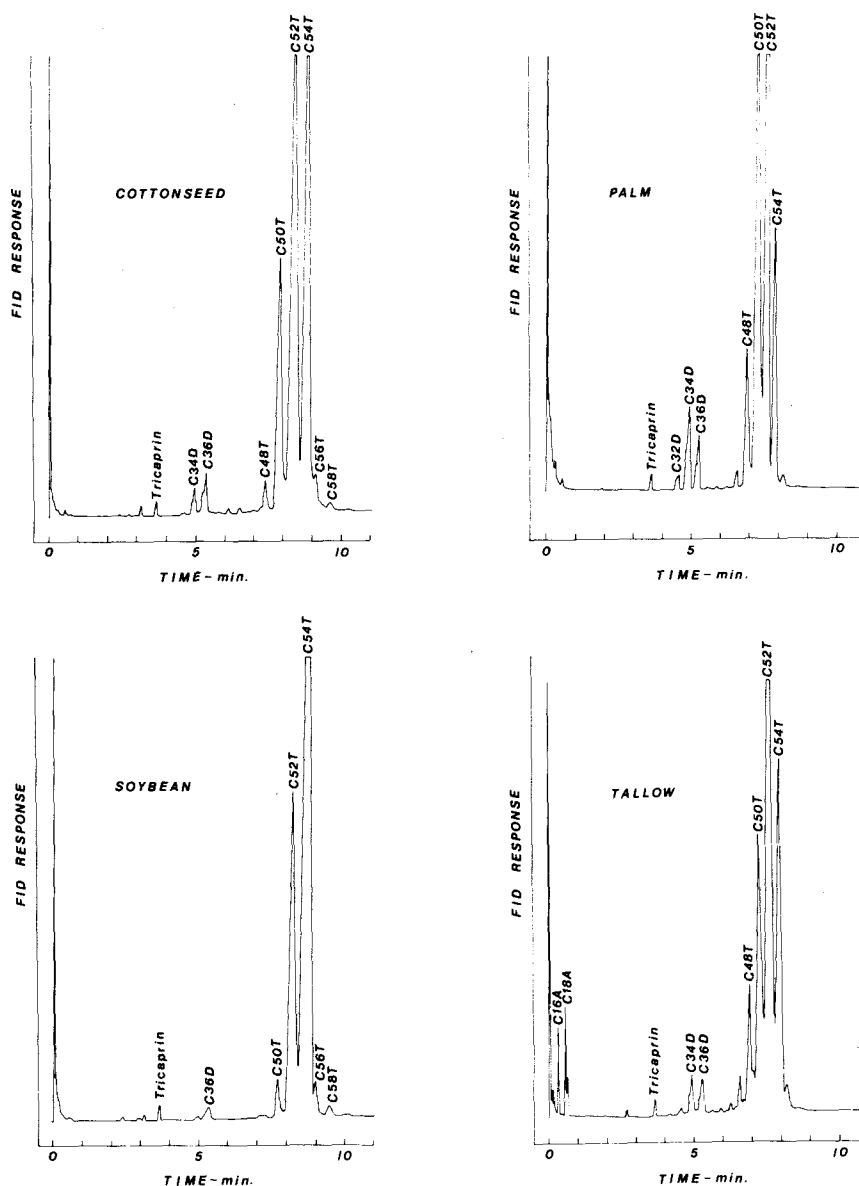 C52T
C54T
COTTONSEED
C50T
Tricaprin
C34D
C36D
C48T
C56T
C58T
FID RESPONSE
0 5 10
TIME-min.
C50T
C52T
PALM
C54T
C48T
C34D
C36D
Tricaprin
C32D
FID RESPONSE
0 5 10
TIME-min.
C54T
C52T
SOYBEAN
Tricaprin
C36D
C50T
C56T
C58T
FID RESPONSE
0 5 10
TIME-min.
C52T
C54T
TALLOW
C50T
C48T
C16A
C18A
Tricaprin
C34D
C36D
FID RESPONSE
0 5 10
TIME-min.